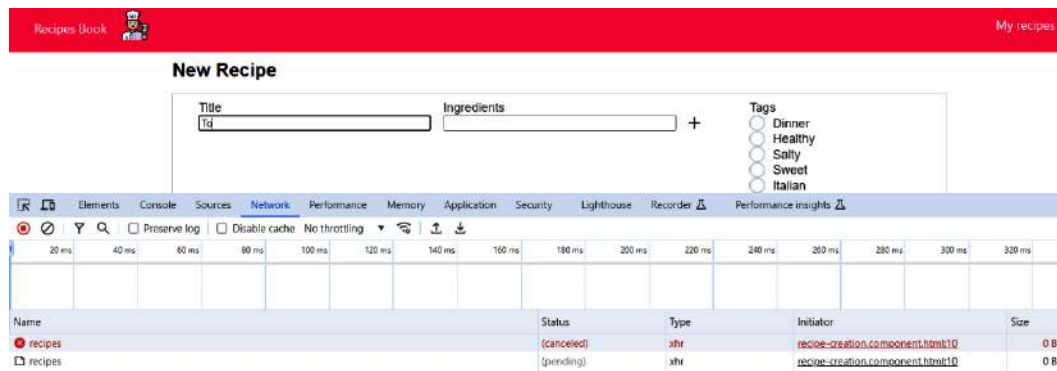 Recipes Book My recipes
New Recipe
Title Ingredients Tags
To + Dinner
Healthy
Salty
Sweet
Italian
Elements Console Sources Network Performance Memory Application Security Lighthouse Recorder Performance insights
Preserve log Disable cache No throttling
20 ms 40 ms 60 ms 80 ms 100 ms 120 ms 140 ms 160 ms 180 ms 200 ms 220 ms 240 ms 260 ms 280 ms 300 ms 320 ms
Name Status Type Initiator Size
recipes (canceled) xhr recipe-creation.component.html:10 0 B
recipes (pending) xhr recipe-creation.component.html:10 0 B